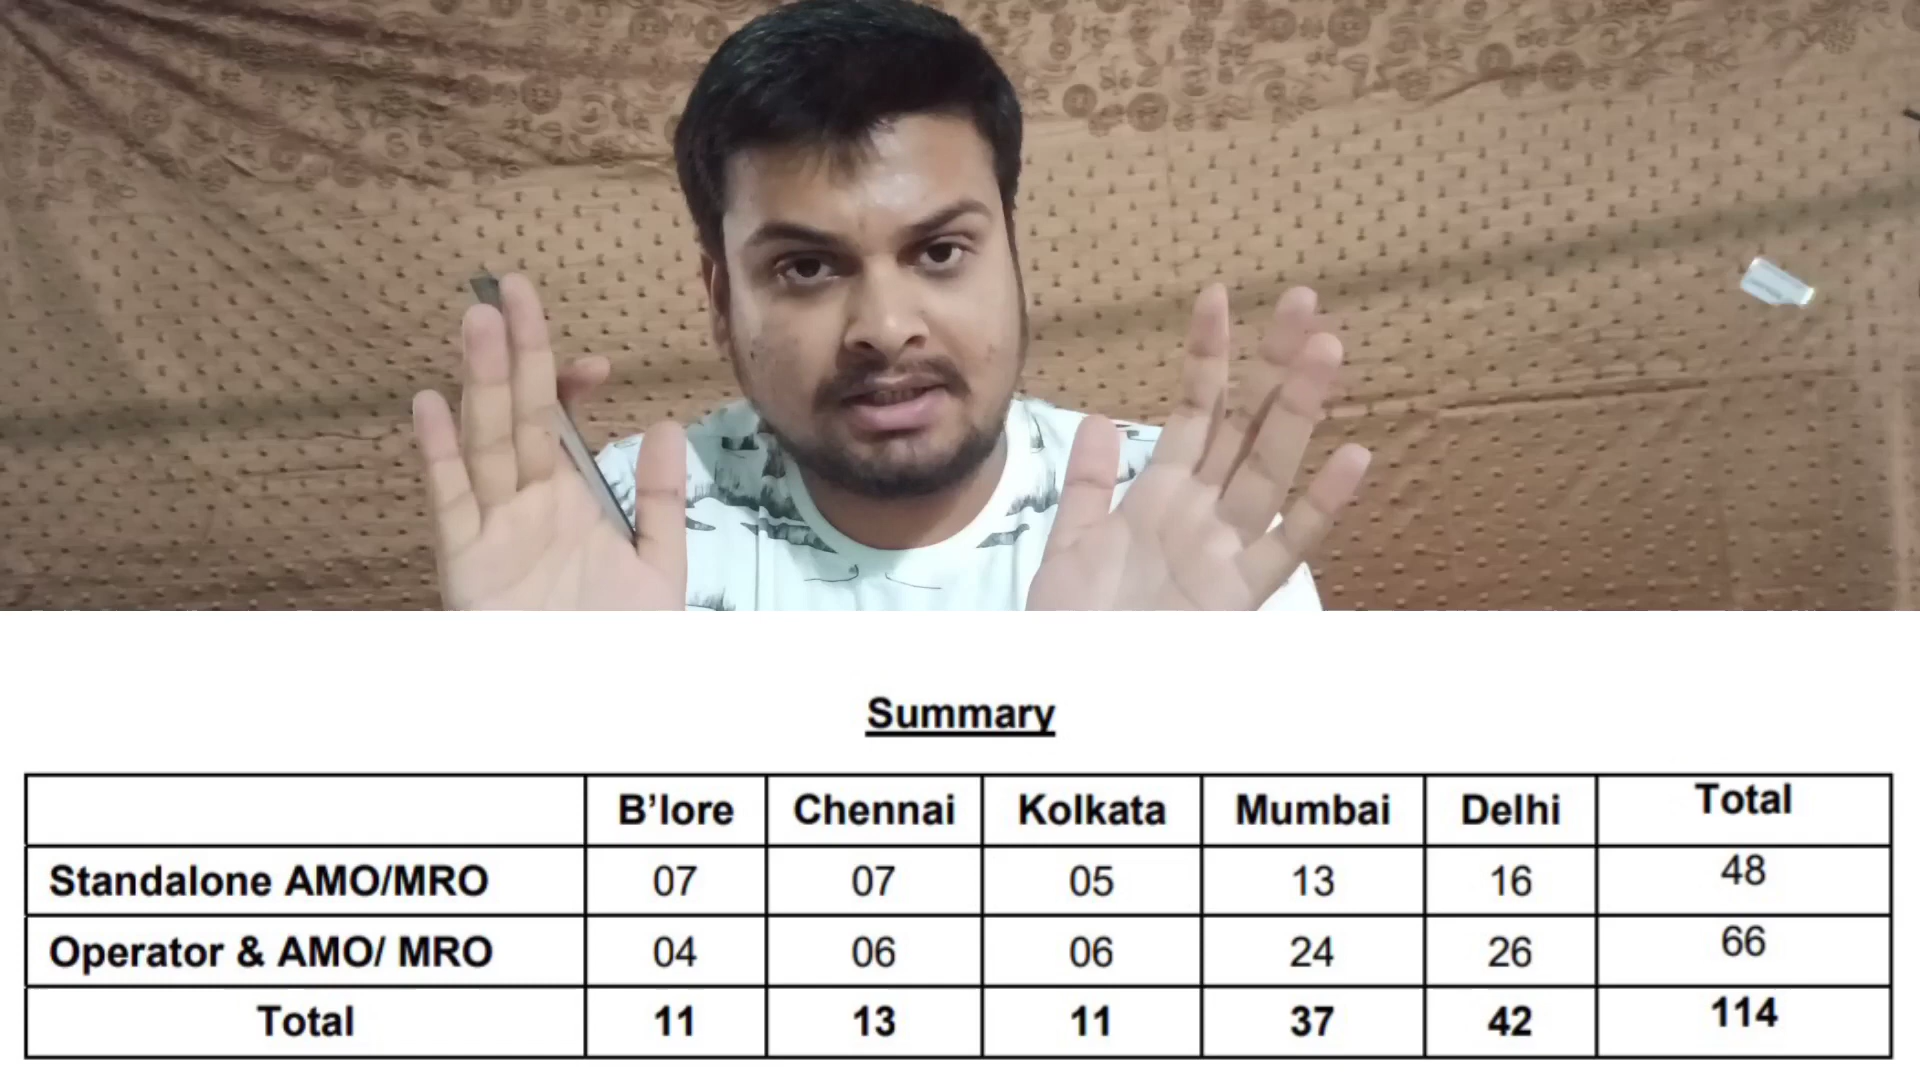 Summary
B’lore Chennai Kolkata Mumbai Delhi Total
Standalone AMO/MRO 07 07 05 13 16 48
Operator & AMO/ MRO 04 06 06 24 26 66
Total 11 13 11 37 42 114